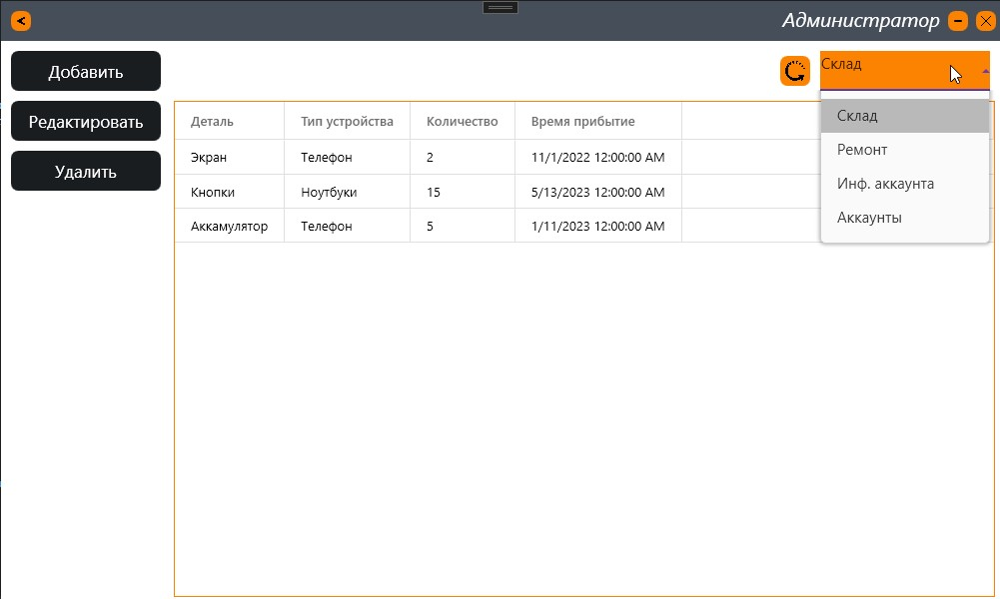 Администратор
Добавить
Редактировать
Удалить
Склад
Склад
Ремонт
Инф. аккаунта
Аккаунты
Деталь Тип устройства Количество Время прибытие
Экран Телефон 2 11/1/2022 12:00:00 AM
Кнопки Ноутбуки 15 5/13/2023 12:00:00 AM
Аккамулятор Телефон 5 1/11/2023 12:00:00 AM